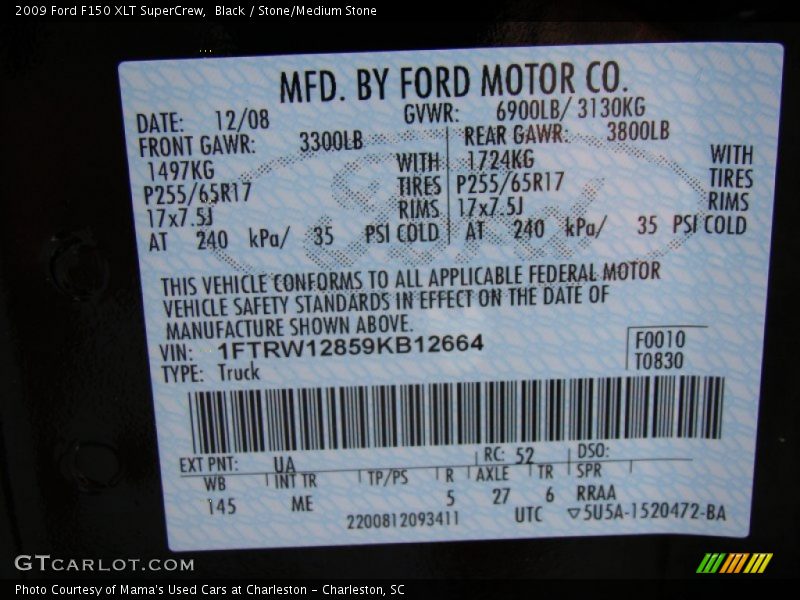 2009 Ford F150 XLT SuperCrew, Black / Stone/Medium Stone
MFD. BY FORD MOTOR CO.
DATE: 12/08 GVWR: 6900LB/ 3130KG
FRONT GAWR: 3300LB REAR GAWR: 3800LB
1497KG WITH 1724KG WITH
P255/65R17 TIRES P255/65R17 TIRES
17x7.5J RIMS 17x7.5J RIMS
AT 240 kPa/ 35 PSI COLD AT 240 kPa/ 35 PSI COLD
THIS VEHICLE CONFORMS TO ALL APPLICABLE FEDERAL MOTOR
VEHICLE SAFETY STANDARDS IN EFFECT ON THE DATE OF
MANUFACTURE SHOWN ABOVE.
VIN: 1FTRW12859KB12664 F0010
TYPE: Truck T0830
EXT PNT: UA RC: 52 DSO:
WB INT TR TP/PS R AXLE TR SPR
145 ME 5 27 6 RRAA
2200812093411 UTC ▽5U5A-1520472-BA
GTCARLOT.COM
Photo Courtesy of Mama's Used Cars at Charleston - Charleston, SC